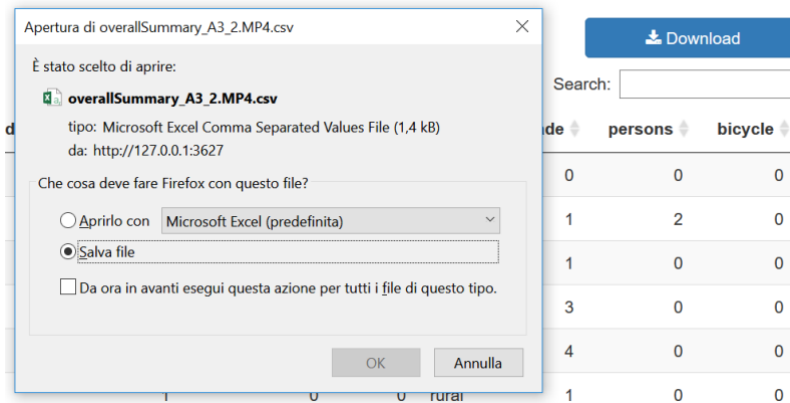 Apertura di overallSummary_A3_2.MP4.csv
È stato scelto di aprire:
overallSummary_A3_2.MP4.csv
tipo: Microsoft Excel Comma Separated Values File (1,4 kB)
da: http://127.0.0.1:3627
Che cosa deve fare Firefox con questo file?
Aprirlo con Microsoft Excel (predefinita)
Salva file
Da ora in avanti esegui questa azione per tutti i file di questo tipo.
OK Annulla
Download
Search:
persons bicycle
0 0 0
1 2 0
1 0 0
3 0 0
4 0 0
1 0 0 rural 1 0 0